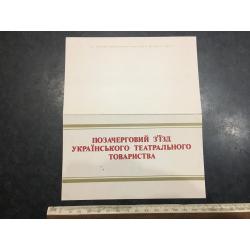 ПОЗАЧЕРГОВИЙ З'ЇЗД
УКРАЇНСЬКОГО ТЕАТРАЛЬНОГО
ТОВАРИСТВА